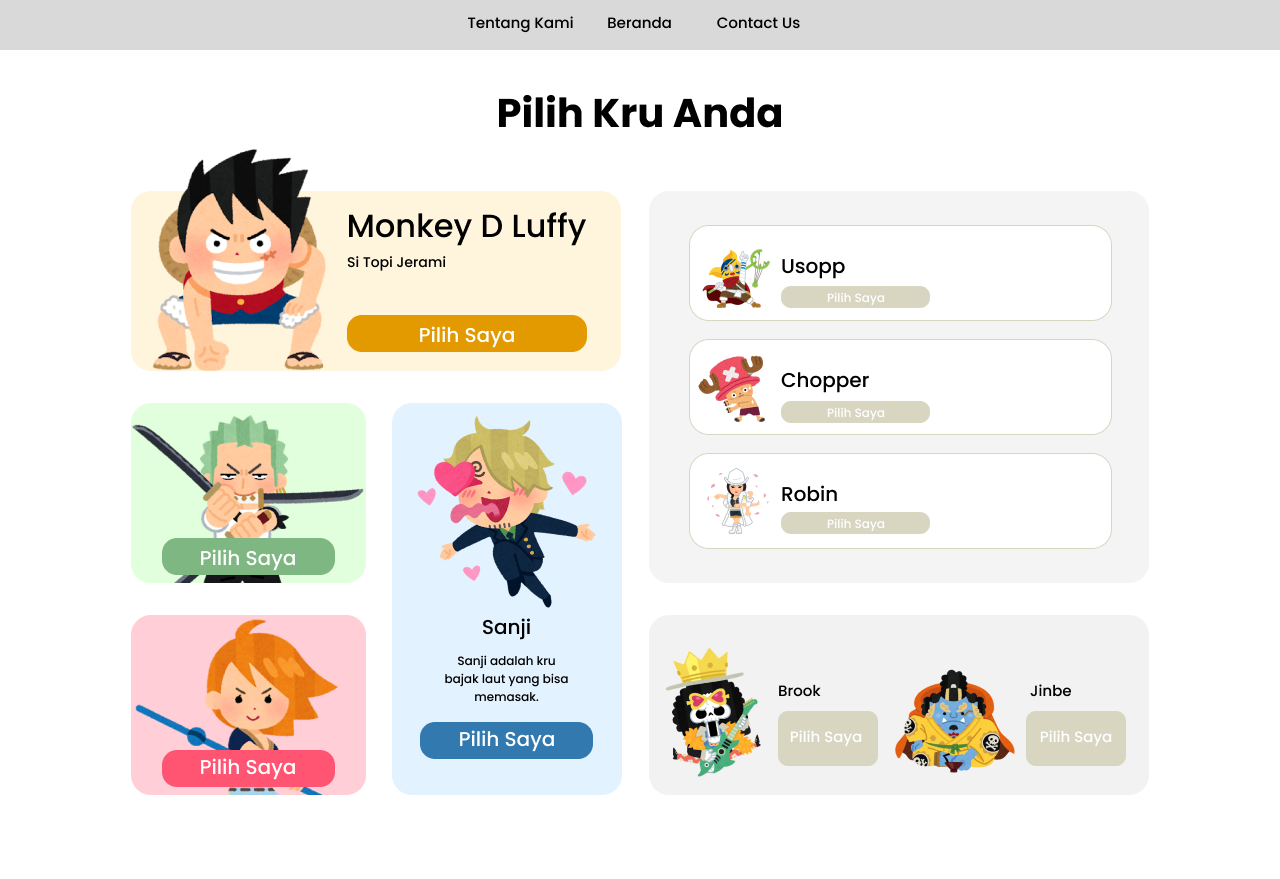 Tentang Kami
Beranda
Contact Us
Pilih Kru Anda
Monkey D Luffy
Si Topi Jerami
Pilih Saya
Pilih Saya
Pilih Saya
Sanji
Sanji adalah kru
bajak laut yang bisa
memasak.
Pilih Saya
Usopp
Pilih Saya
Chopper
Pilih Saya
Robin
Pilih Saya
Brook
Pilih Saya
Jinbe
Pilih Saya